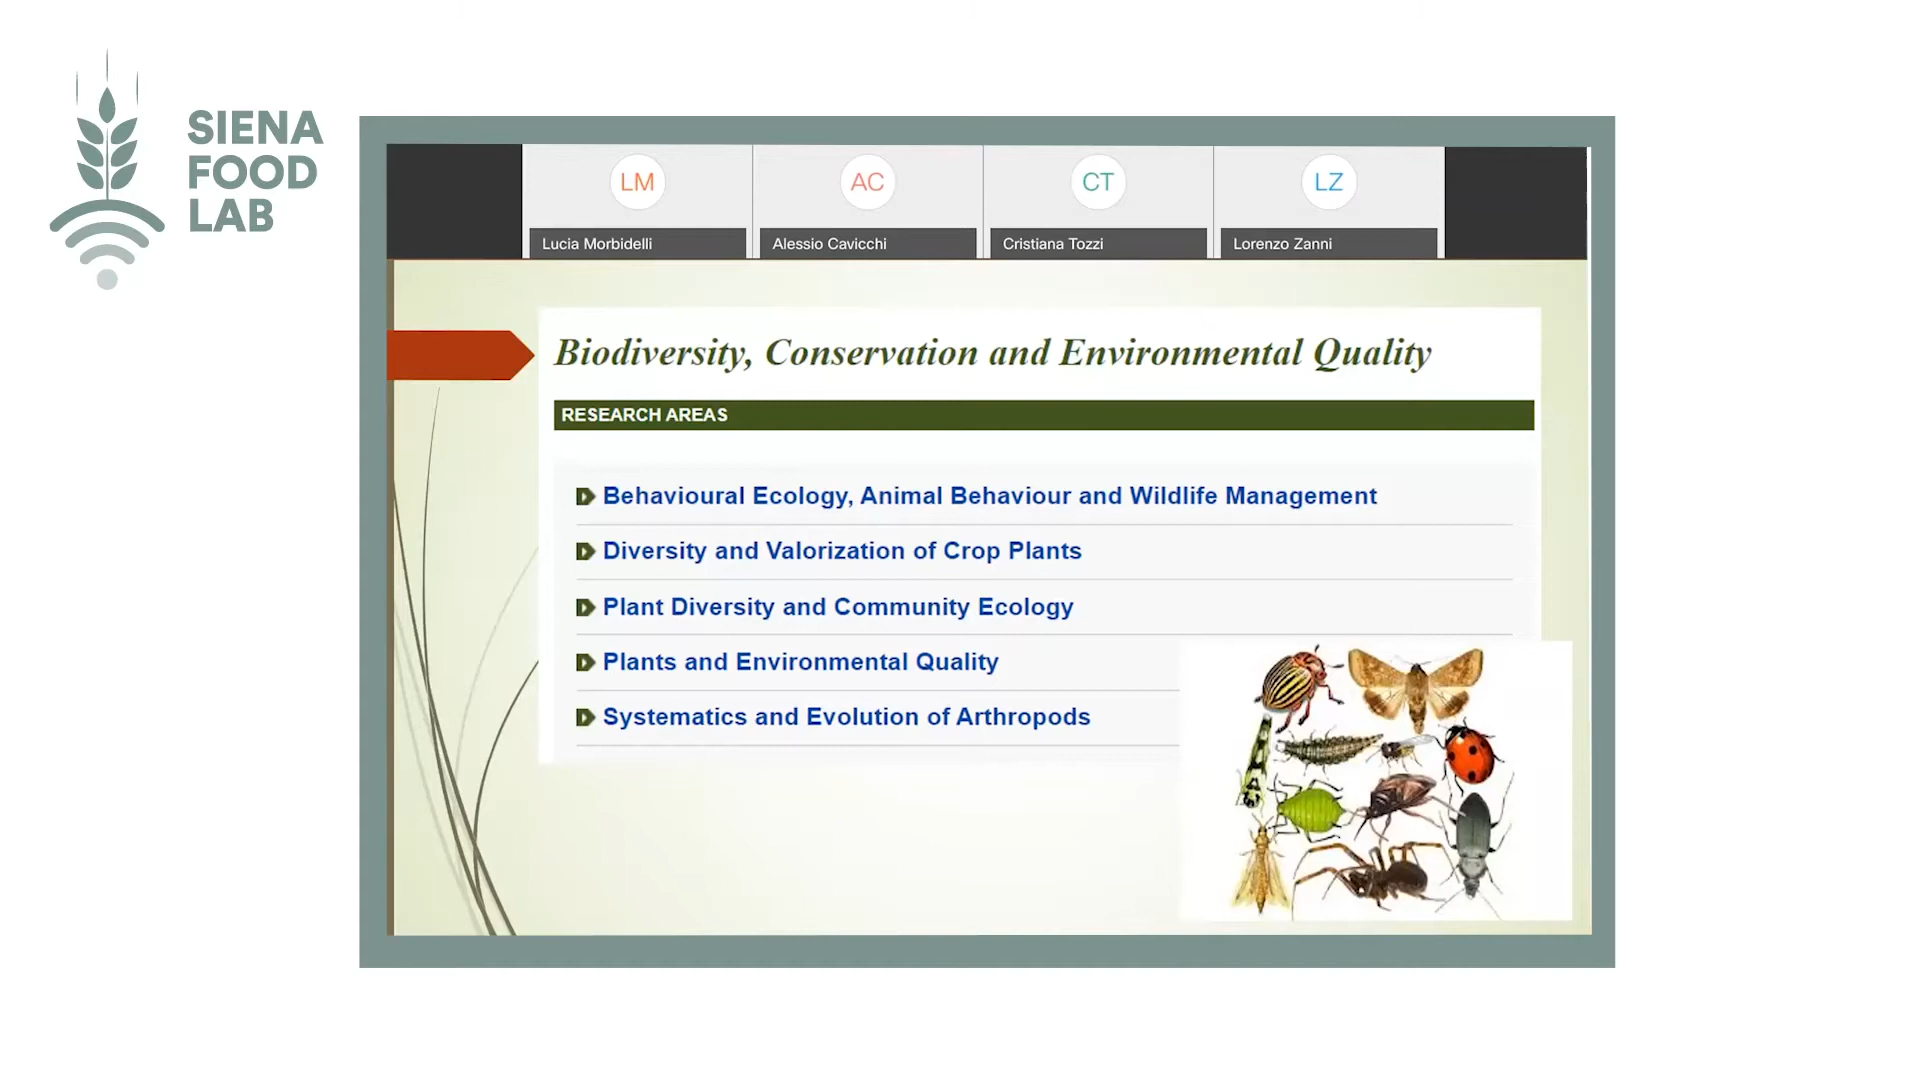 SIENA
FOOD
LAB
LM
AC
CT
LZ
Lucia Morbidelli
Alessio Cavicchi
Cristiana Tozzi
Lorenzo Zanni
Biodiversity, Conservation and Environmental Quality
RESEARCH AREAS
Behavioural Ecology, Animal Behaviour and Wildlife Management
Diversity and Valorization of Crop Plants
Plant Diversity and Community Ecology
Plants and Environmental Quality
Systematics and Evolution of Arthropods